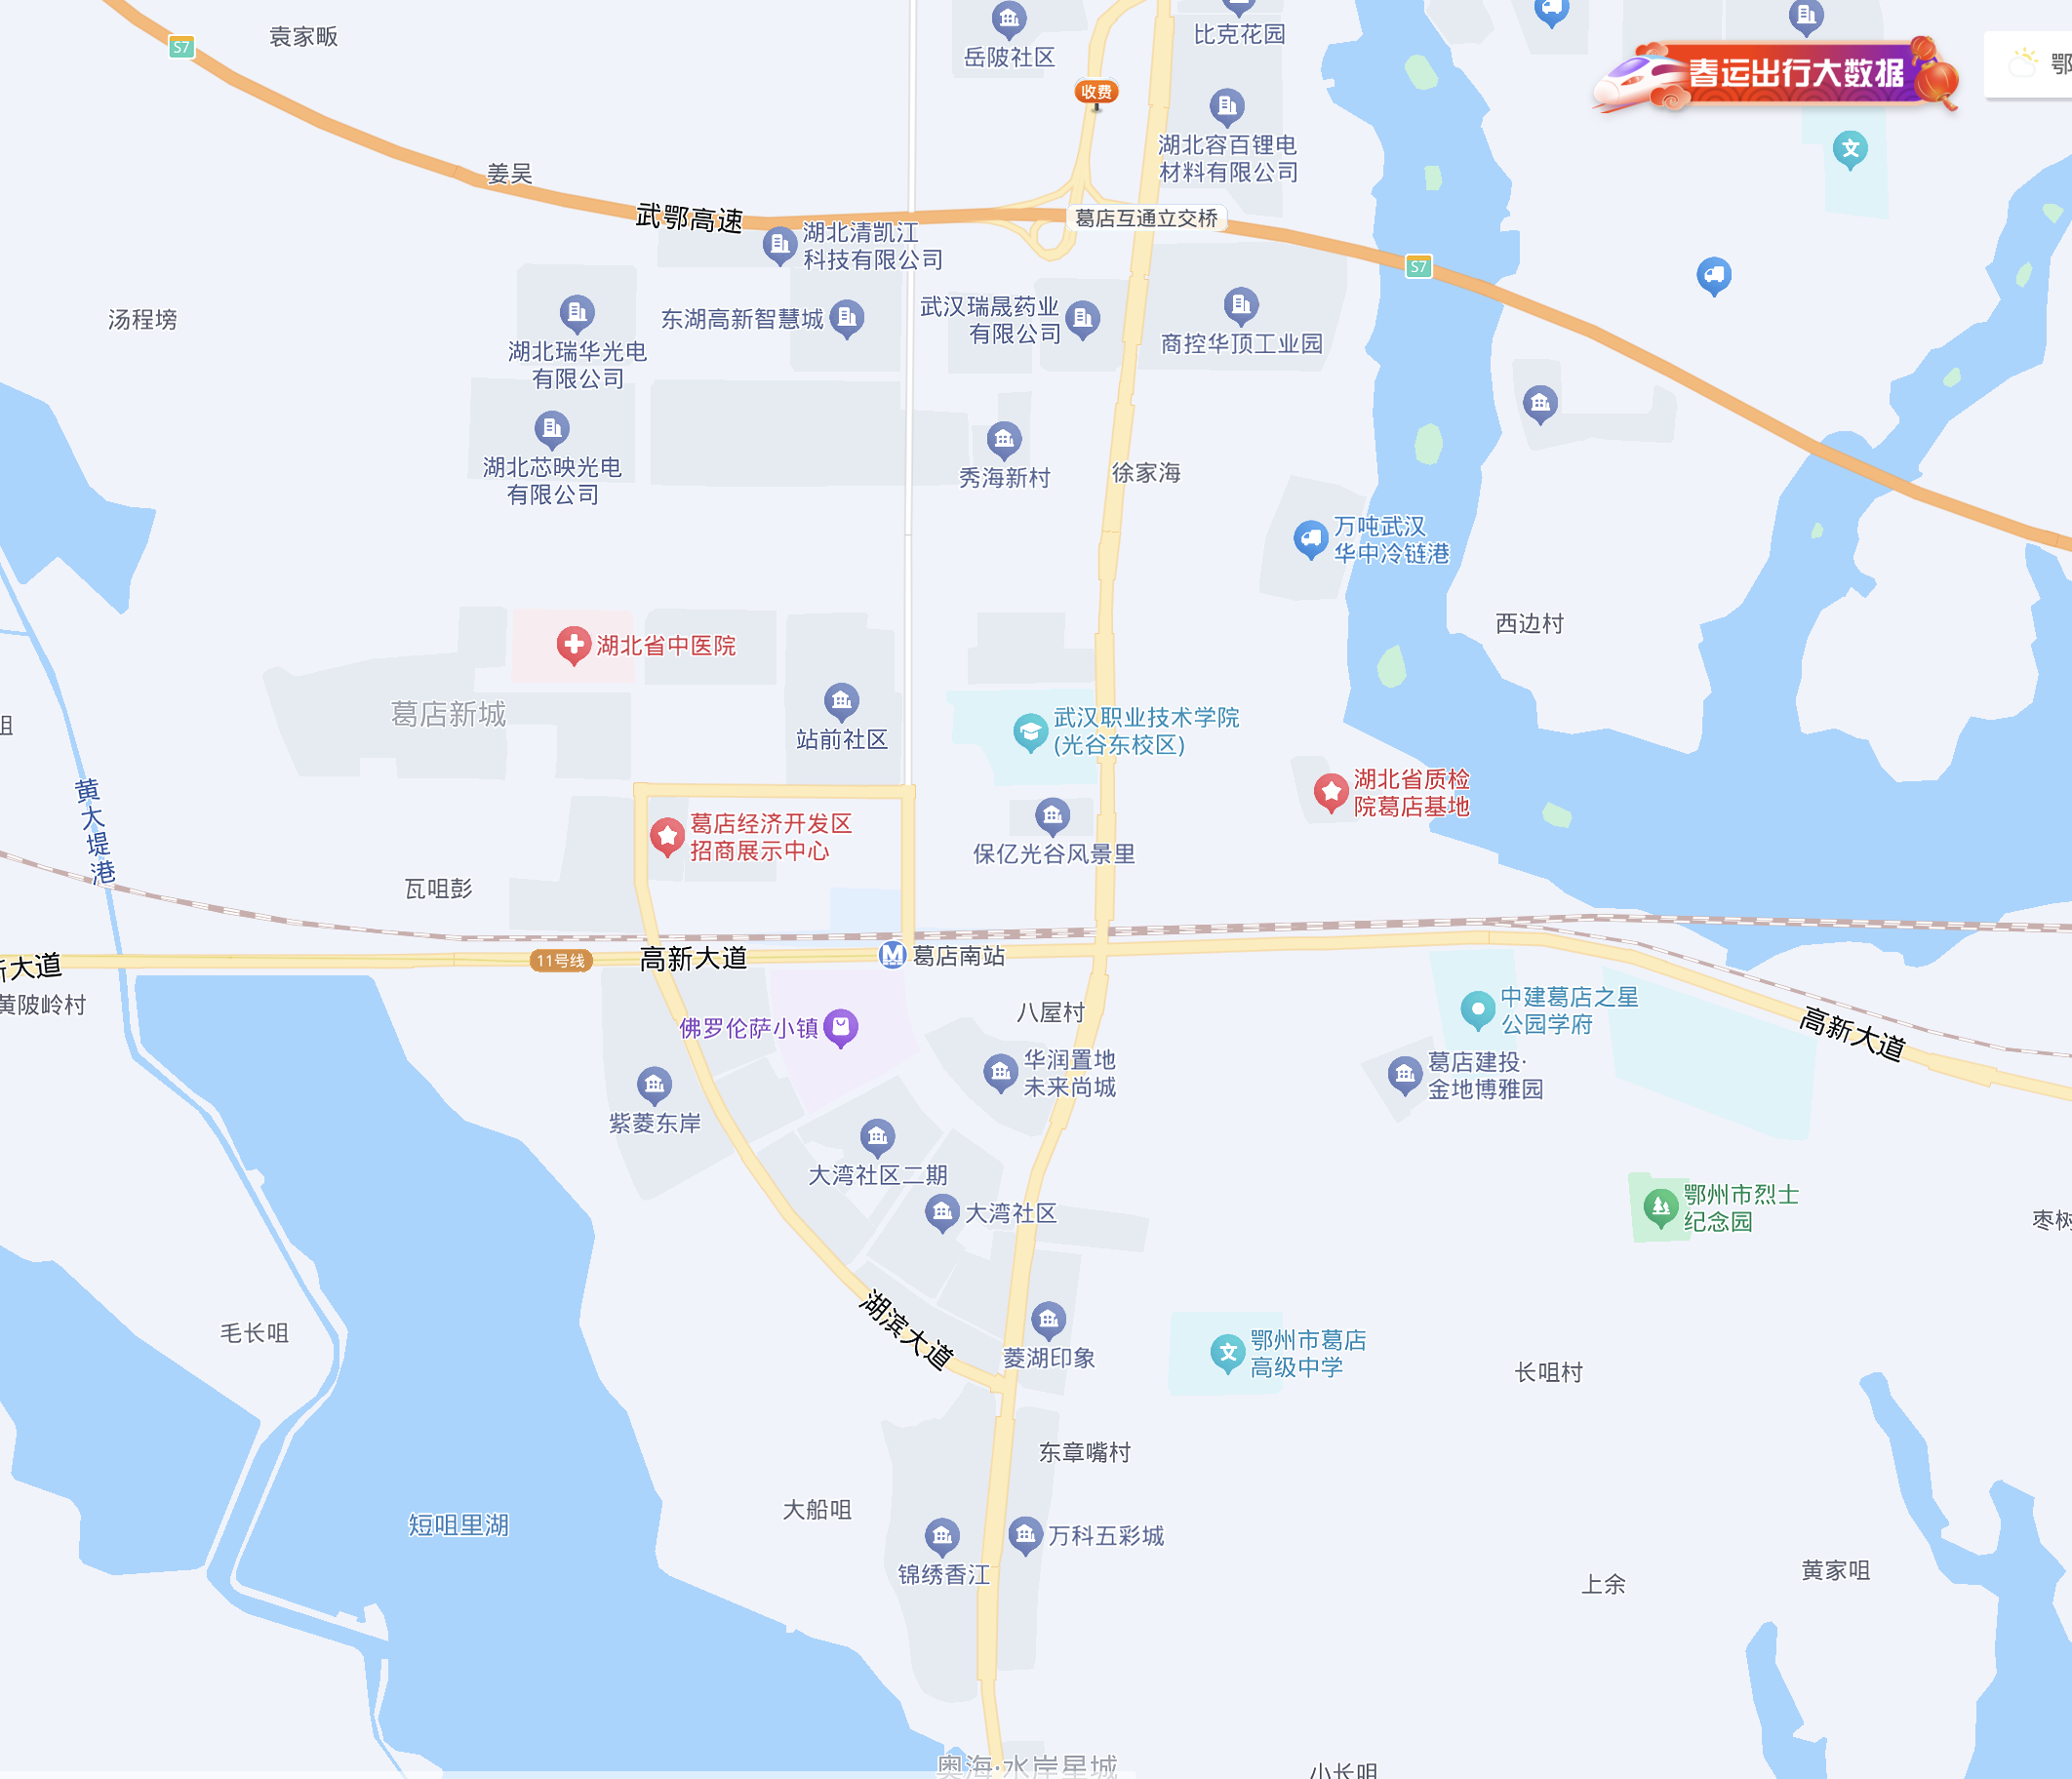 袁家畈
S7
岳陂社区
比克花园
收费
春运出行大数据
鄂
湖北容百锂电
材料有限公司
文
姜吴
武鄂高速
葛店互通立交桥
湖北清凯江
科技有限公司
S7
汤程塝
湖北瑞华光电
有限公司
东湖高新智慧城
武汉瑞晟药业
有限公司
商控华顶工业园
湖北芯映光电
有限公司
秀海新村
徐家海
万吨武汉
华中冷链港
西边村
湖北省中医院
葛店新城
咀
站前社区
武汉职业技术学院
(光谷东校区)
湖北省质检
院葛店基地
黄大堤港
葛店经济开发区
招商展示中心
保亿光谷风景里
瓦咀彭
新大道
11号线
高新大道
葛店南站
黄陂岭村
八屋村
中建葛店之星
公园学府
高新大道
佛罗伦萨小镇
华润置地
未来尚城
葛店建投·
金地博雅园
紫菱东岸
大湾社区二期
大湾社区
鄂州市烈士
纪念园
枣树
毛长咀
湖滨大道
菱湖印象
文
鄂州市葛店
高级中学
长咀村
东章嘴村
短咀里湖
大船咀
锦绣香江
万科五彩城
上余
黄家咀
奥海·水岸星城
小长咀